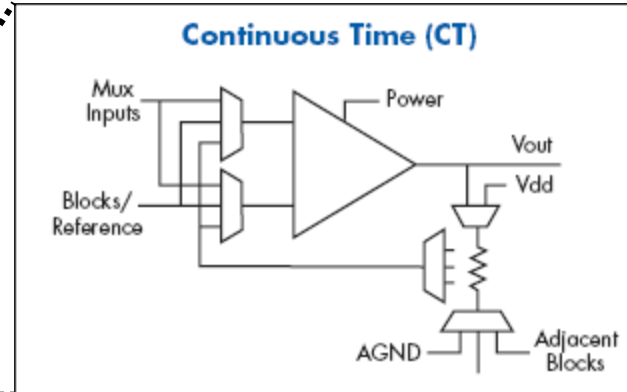 Continuous Time (CT)
Mux
Inputs
Power
Vout
Vdd
Blocks/
Reference
AGND
Adjacent
Blocks